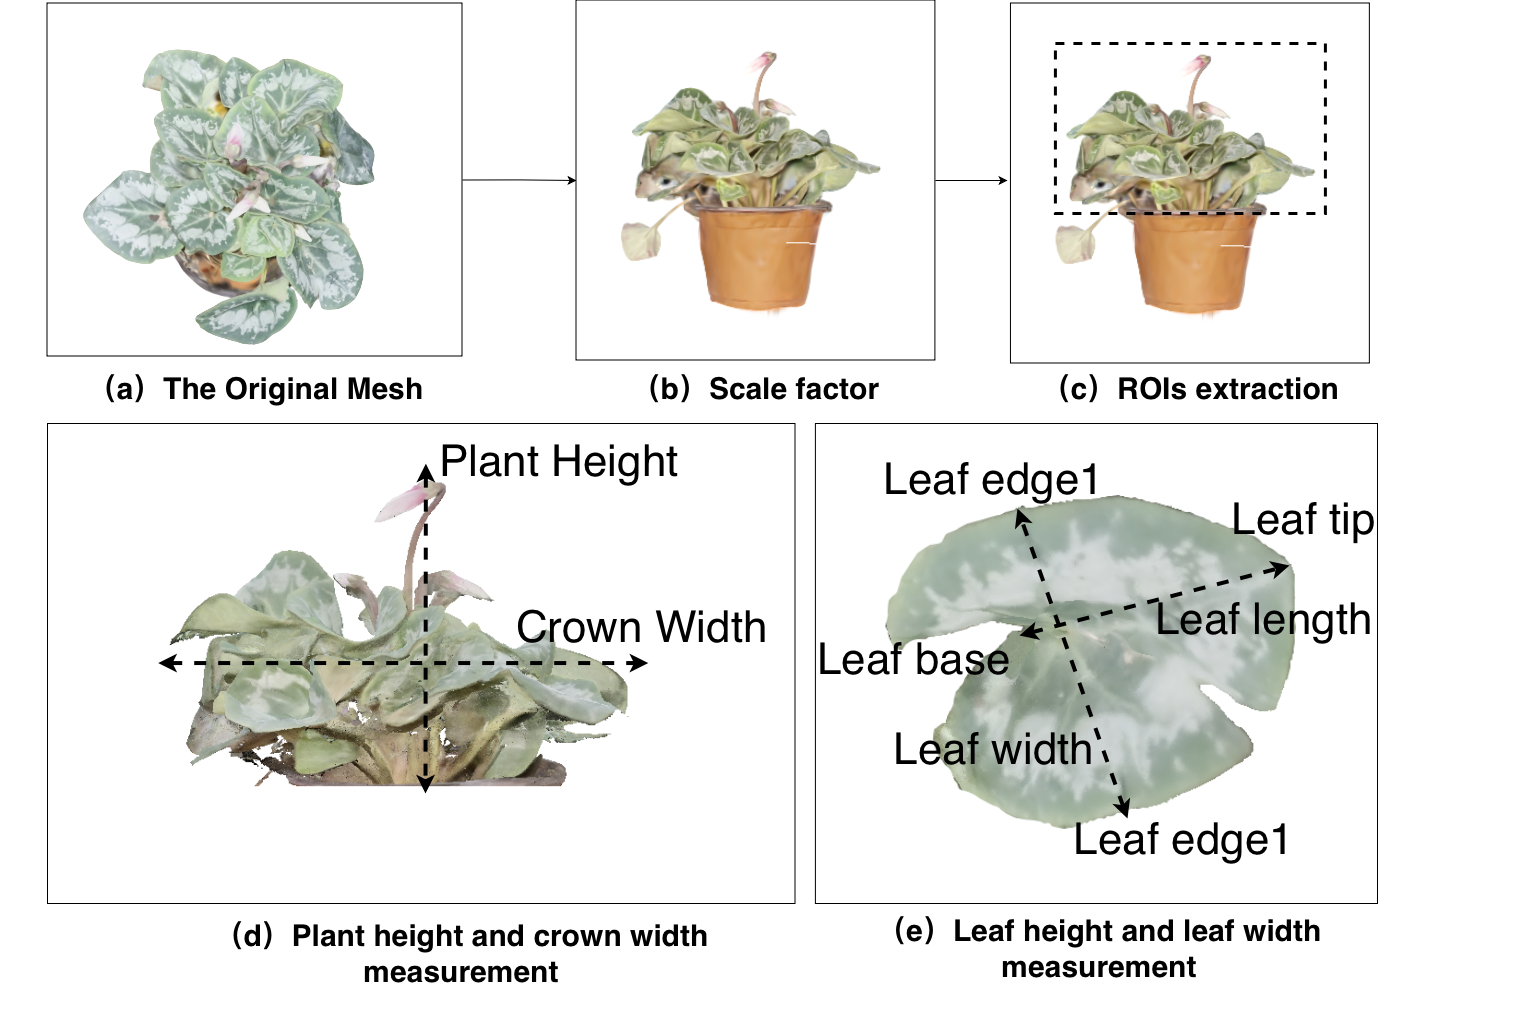 （a）The Original Mesh
（b）Scale factor
（c）ROIs extraction
Plant Height
Crown Width
（d）Plant height and crown width
measurement
Leaf edge1
Leaf tip
Leaf length
Leaf base
Leaf width
Leaf edge1
（e）Leaf height and leaf width
measurement